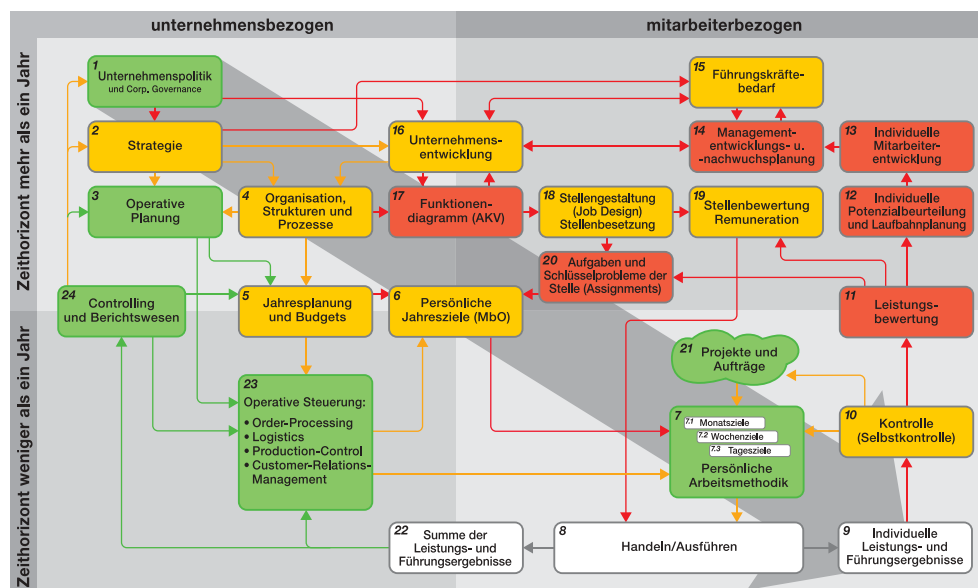 unternehmensbezogen
mitarbeiterbezogen
Zeithorizont mehr als ein Jahr
1
Unternehmenspolitik
und Corp. Governance
15
Führungskräfte-
bedarf
2
Strategie
16
Unternehmens-
entwicklung
14
Management-
entwicklungs- u.
-nachwuchsplanung
13
Individuelle
Mitarbeiter-
entwicklung
3
Operative
Planung
4
Organisation,
Strukturen und
Prozesse
17
Funktionen-
diagramm (AKV)
18
Stellengestaltung
(Job Design)
Stellenbesetzung
19
Stellenbewertung
Remuneration
12
Individuelle
Potenzialbeurteilung
und Laufbahnplanung
20
Aufgaben und
Schlüsselprobleme der
Stelle (Assignments)
24
Controlling
und Berichtswesen
5
Jahresplanung
und Budgets
6
Persönliche
Jahresziele (MbO)
11
Leistungs-
bewertung
Zeithorizont weniger als ein Jahr
21
Projekte und
Aufträge
23
Operative Steuerung:
• Order-Processing
• Logistics
• Production-Control
• Customer-Relations-
Management
7
7.1 Monatsziele
7.2 Wochenziele
7.3 Tagesziele
Persönliche
Arbeitsmethodik
10
Kontrolle
(Selbstkontrolle)
22
Summe der
Leistungs- und
Führungsergebnisse
8
Handeln/Ausführen
9
Individuelle
Leistungs- und
Führungsergebnisse